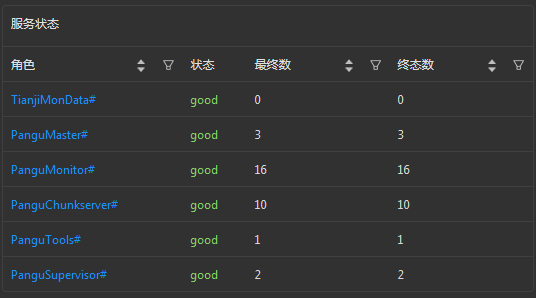 服务状态
角色 状态 最终数 终态数
TianjiMonData# good 0 0
PanguMaster# good 3 3
PanguMonitor# good 16 16
PanguChunkserver# good 10 10
PanguTools# good 1 1
PanguSupervisor# good 2 2